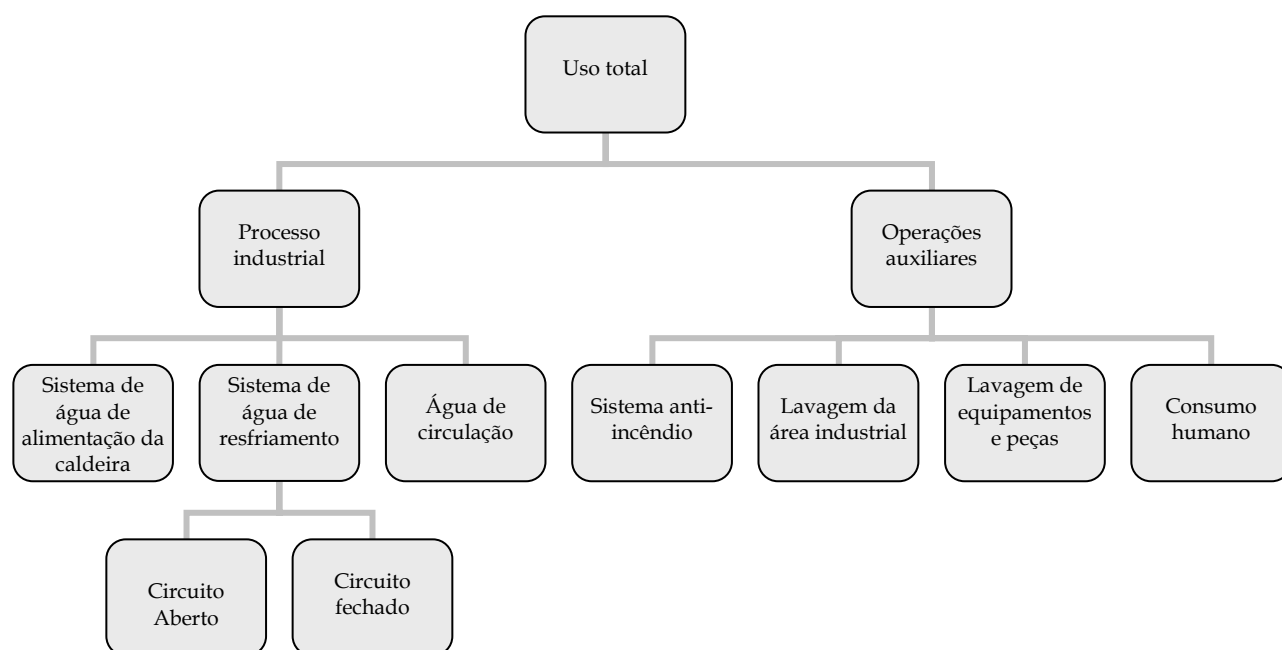 Uso total
Processo
industrial
Operações
auxiliares
Sistema de
água de
alimentação da
caldeira
Sistema de
água de
resfriamento
Água de
circulação
Sistema anti-
incêndio
Lavagem da
área industrial
Lavagem de
equipamentos
e peças
Consumo
humano
Circuito
Aberto
Circuito
fechado